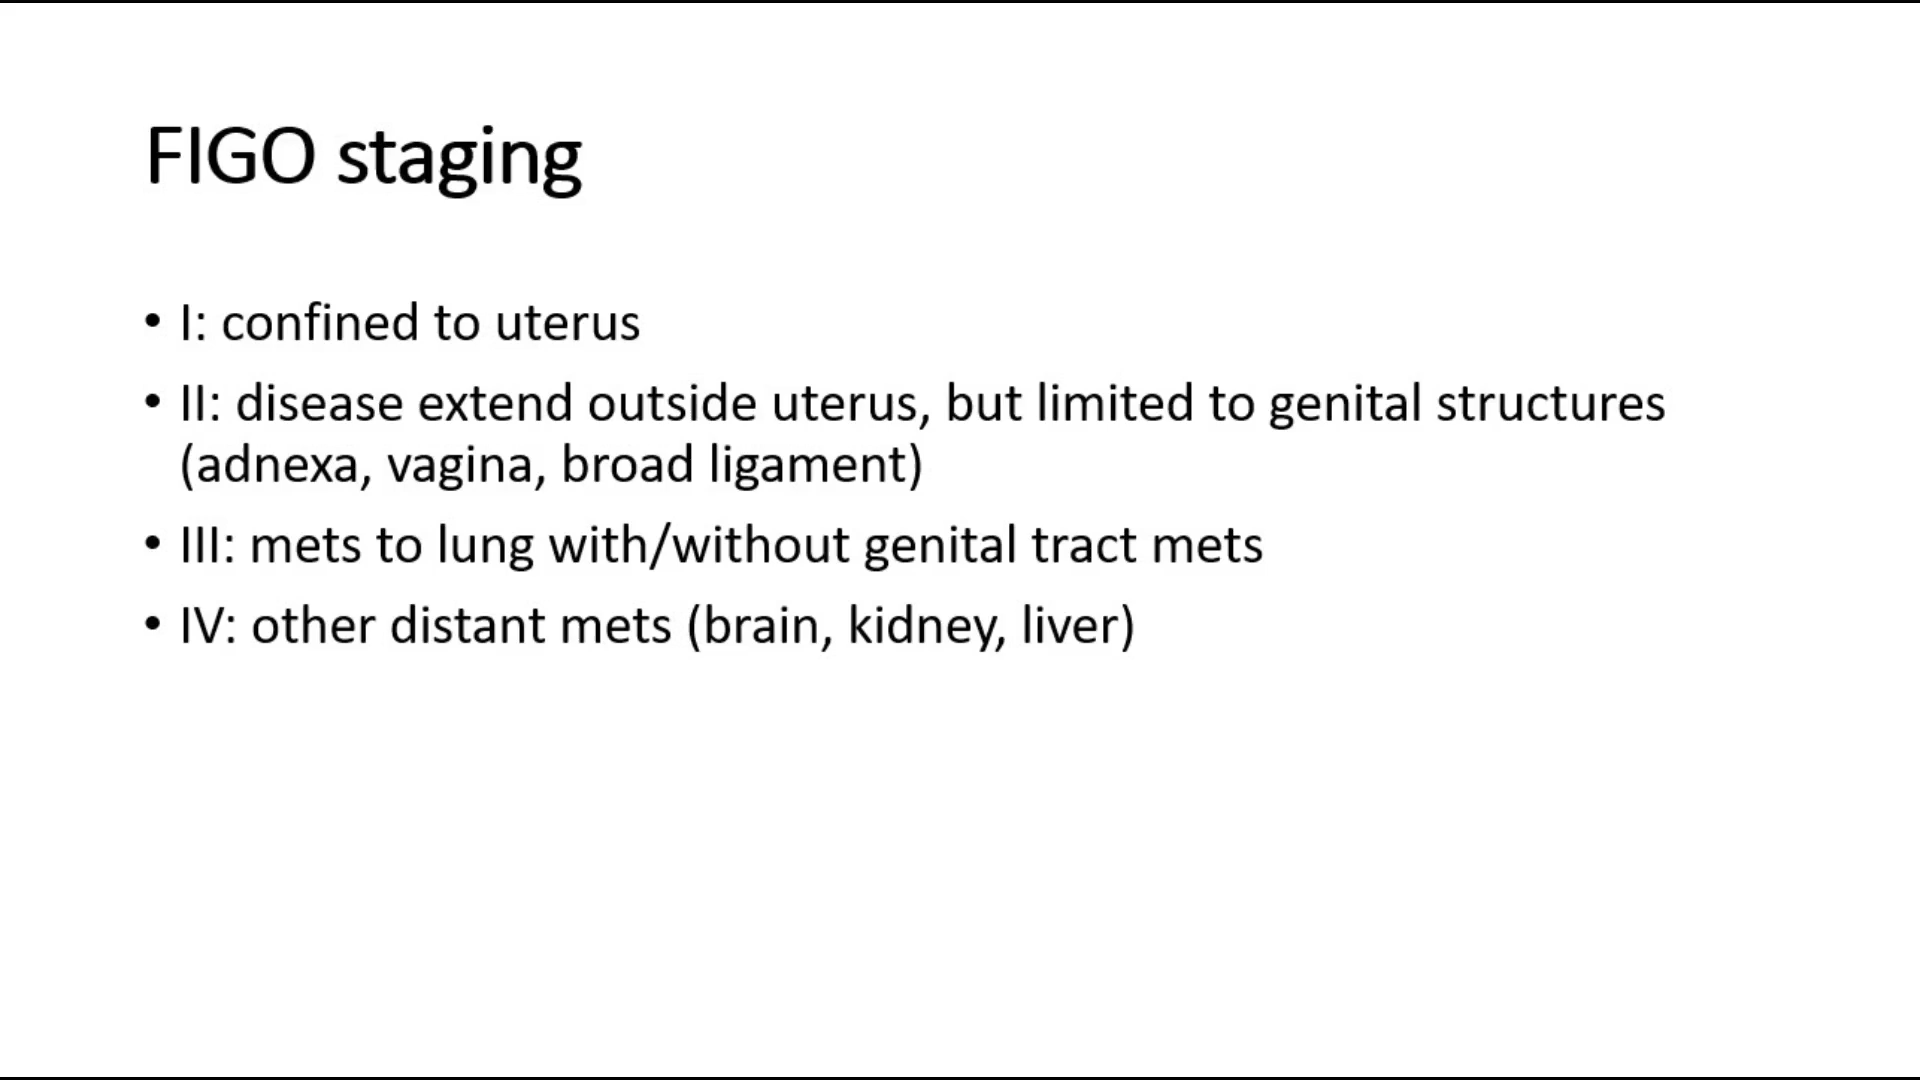 FIGO staging
• I: confined to uterus
• II: disease extend outside uterus, but limited to genital structures
(adnexa, vagina, broad ligament)
• III: mets to lung with/without genital tract mets
• IV: other distant mets (brain, kidney, liver)